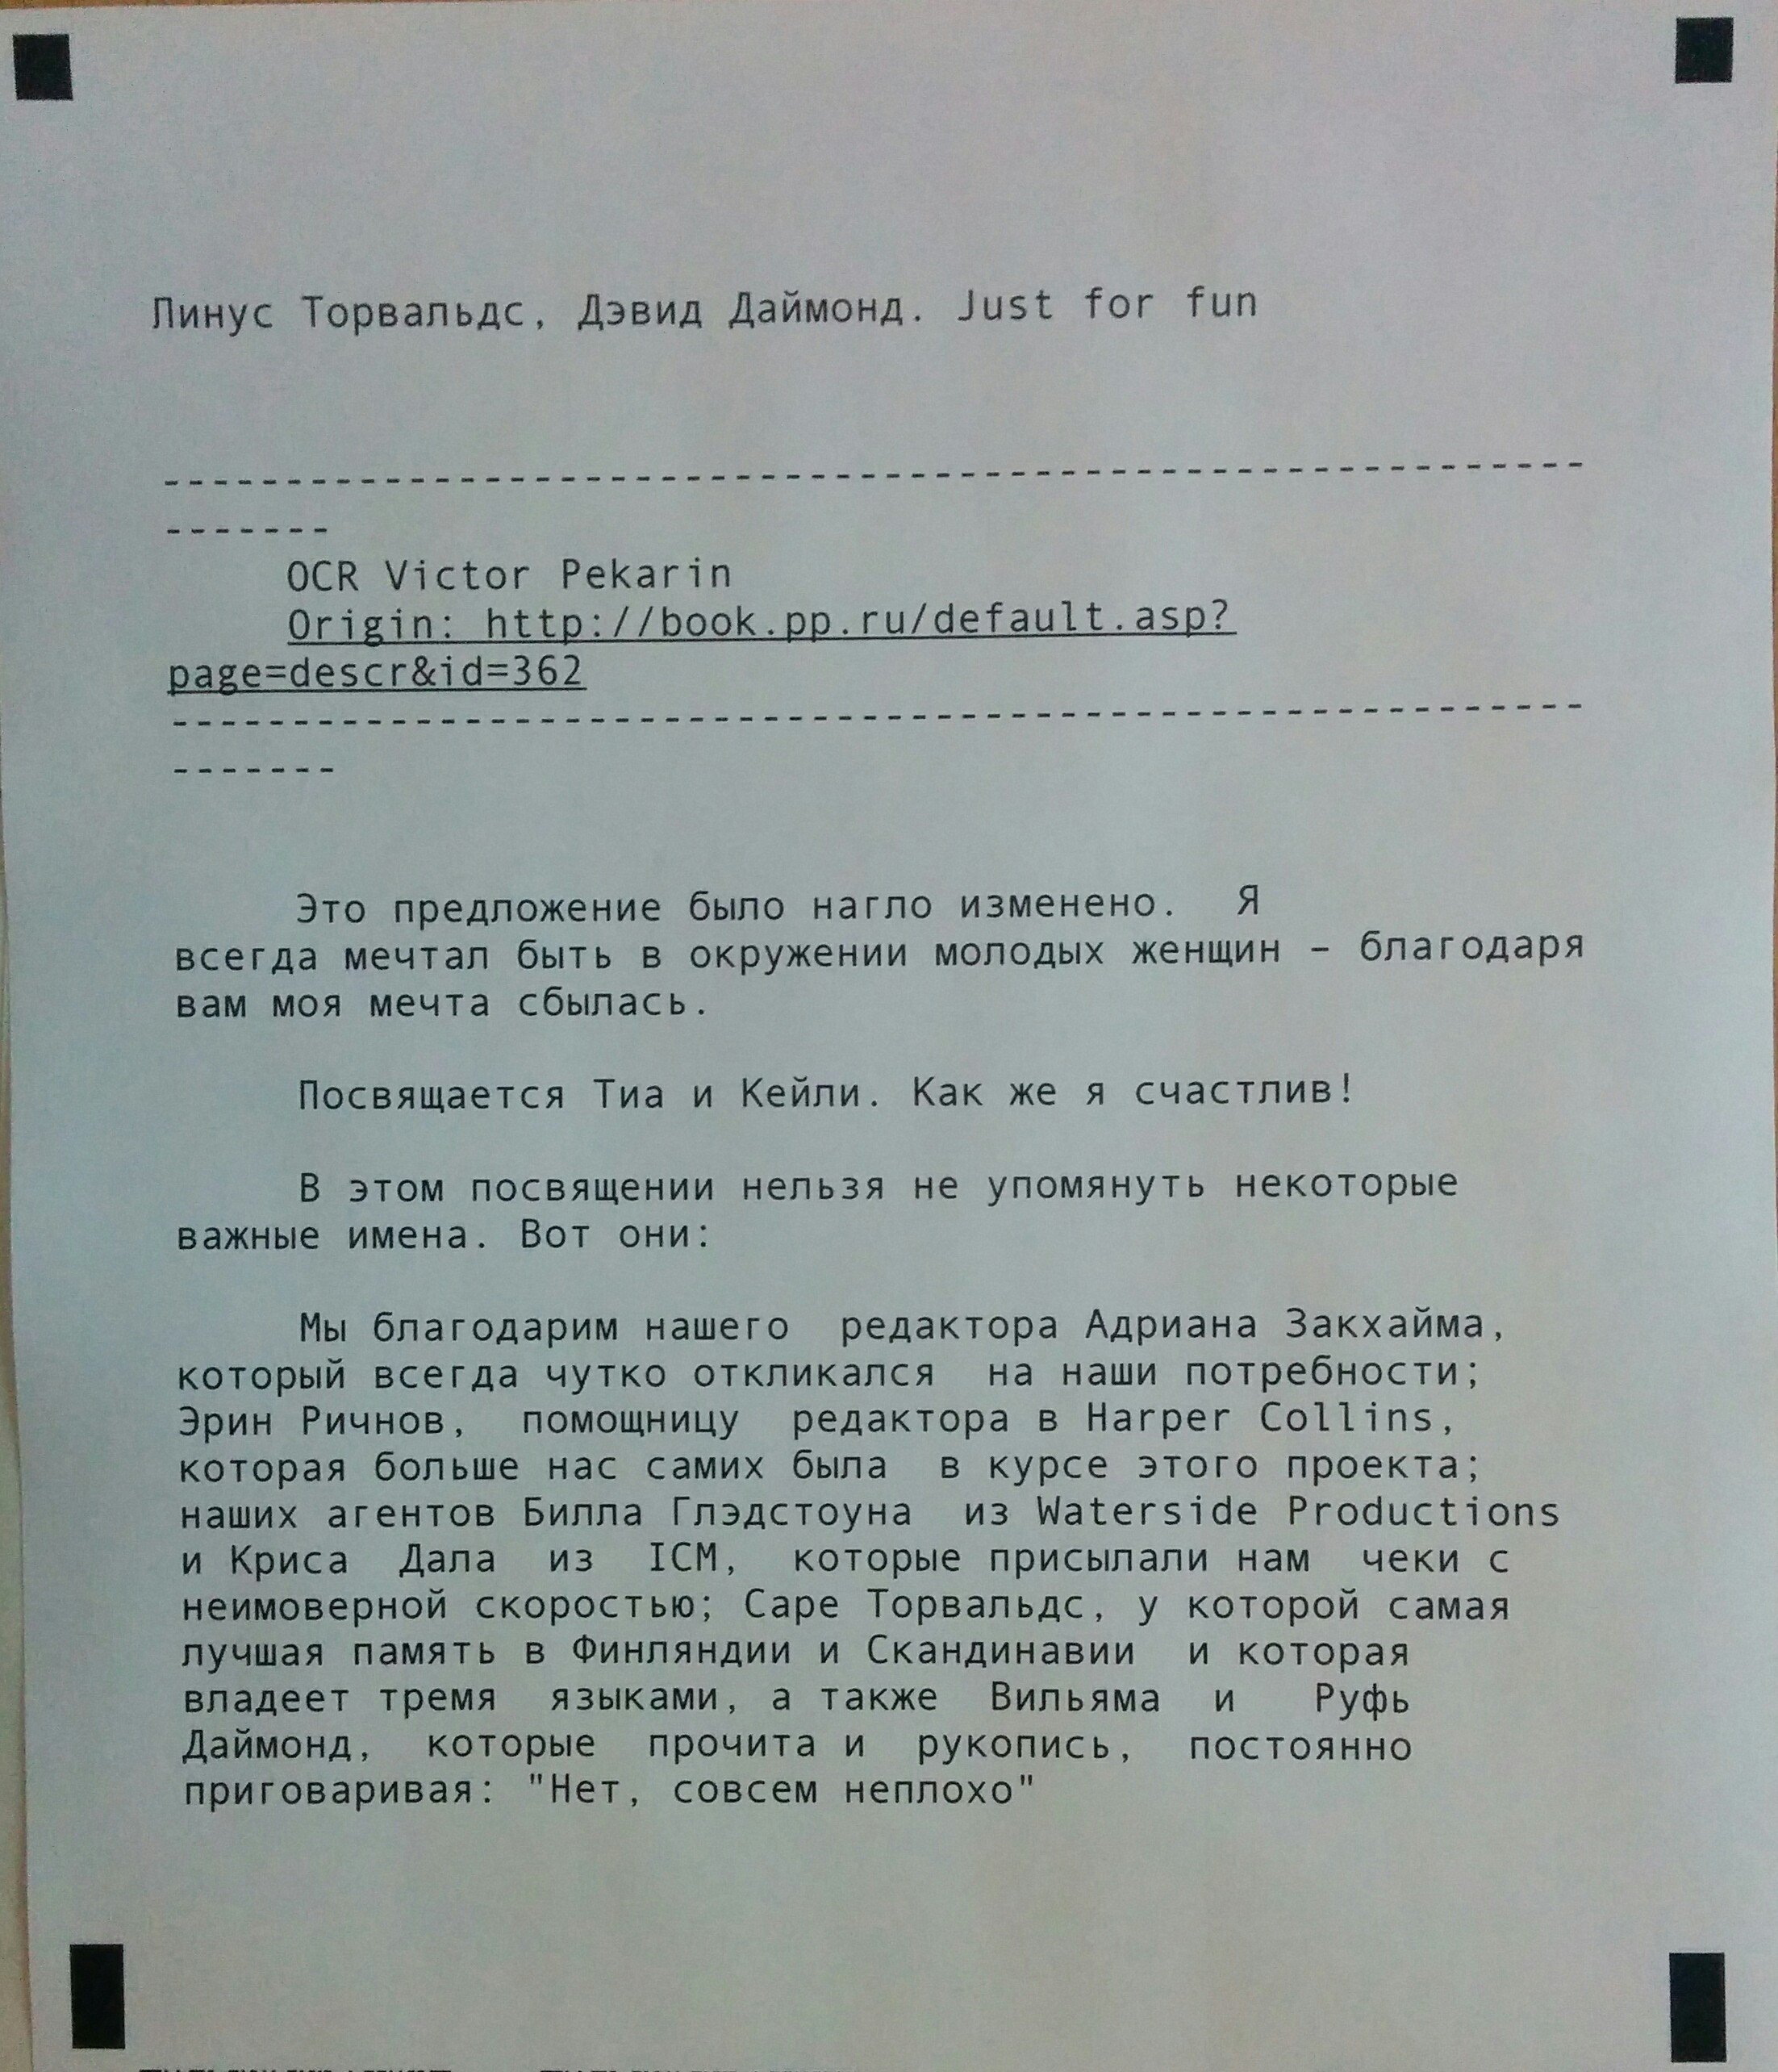 Линус Торвальдс, Дэвид Даймонд. Just for fun
-----------------------------------------------------------
-------
OCR Victor Pekarin
Origin: http://book.pp.ru/default.asp?
page=descr&id=362
-----------------------------------------------------------
-------
Это предложение было нагло изменено. Я
всегда мечтал быть в окружении молодых женщин – благодаря
вам моя мечта сбылась.
Посвящается Тиа и Кейли. Как же я счастлив!
В этом посвящении нельзя не упомянуть некоторые
важные имена. Вот они:
Мы благодарим нашего редактора Адриана Закхайма,
который всегда чутко откликался на наши потребности;
Эрин Ричнов, помощницу редактора в Harper Collins,
которая больше нас самих была в курсе этого проекта;
наших агентов Билла Глэдстоуна из Waterside Productions
и Криса Дала из ICM, которые присылали нам чеки с
неимоверной скоростью; Саре Торвальдс, у которой самая
лучшая память в Финляндии и Скандинавии и которая
владеет тремя языками, а также Вильяма и Руфь
Даймонд, которые прочита и рукопись, постоянно
приговаривая: "Нет, совсем неплохо"